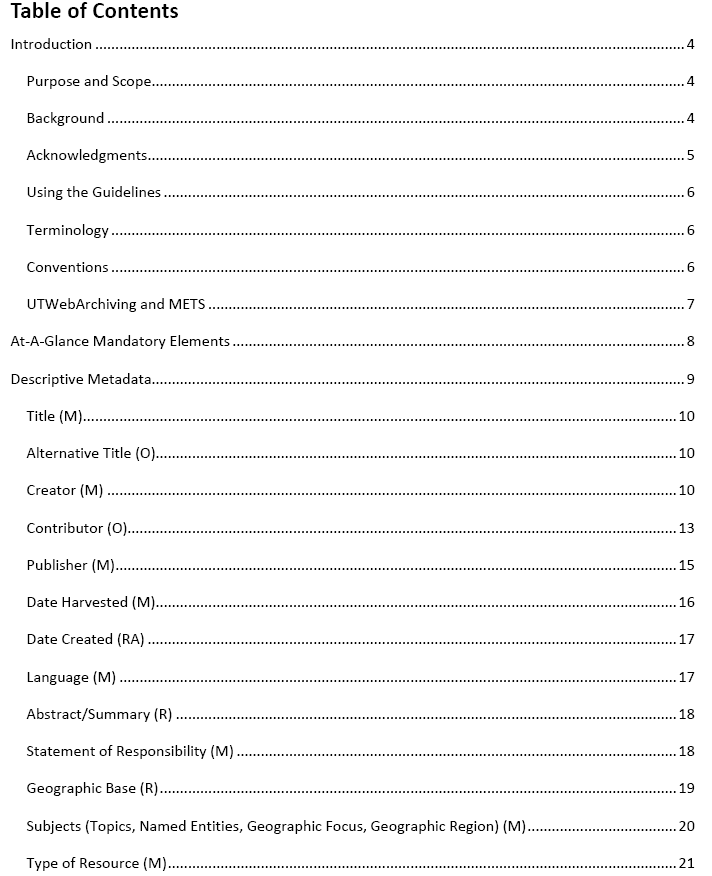 Table of Contents
Introduction ........................................................................ 4
Purpose and Scope........................................................................ 4
Background ........................................................................ 4
Acknowledgments........................................................................ 5
Using the Guidelines ........................................................................ 6
Terminology ........................................................................ 6
Conventions ........................................................................ 6
UTWebArchiving and METS ........................................................................ 7
At-A-Glance Mandatory Elements ........................................................................ 8
Descriptive Metadata........................................................................ 9
Title (M)........................................................................ 10
Alternative Title (O)........................................................................ 10
Creator (M) ........................................................................ 10
Contributor (O)........................................................................ 13
Publisher (M)........................................................................ 15
Date Harvested (M)........................................................................ 16
Date Created (RA) ........................................................................ 17
Language (M) ........................................................................ 17
Abstract/Summary (R) ........................................................................ 18
Statement of Responsibility (M) ........................................................................ 18
Geographic Base (R)........................................................................ 19
Subjects (Topics, Named Entities, Geographic Focus, Geographic Region) (M).................................... 20
Type of Resource (M)........................................................................ 21